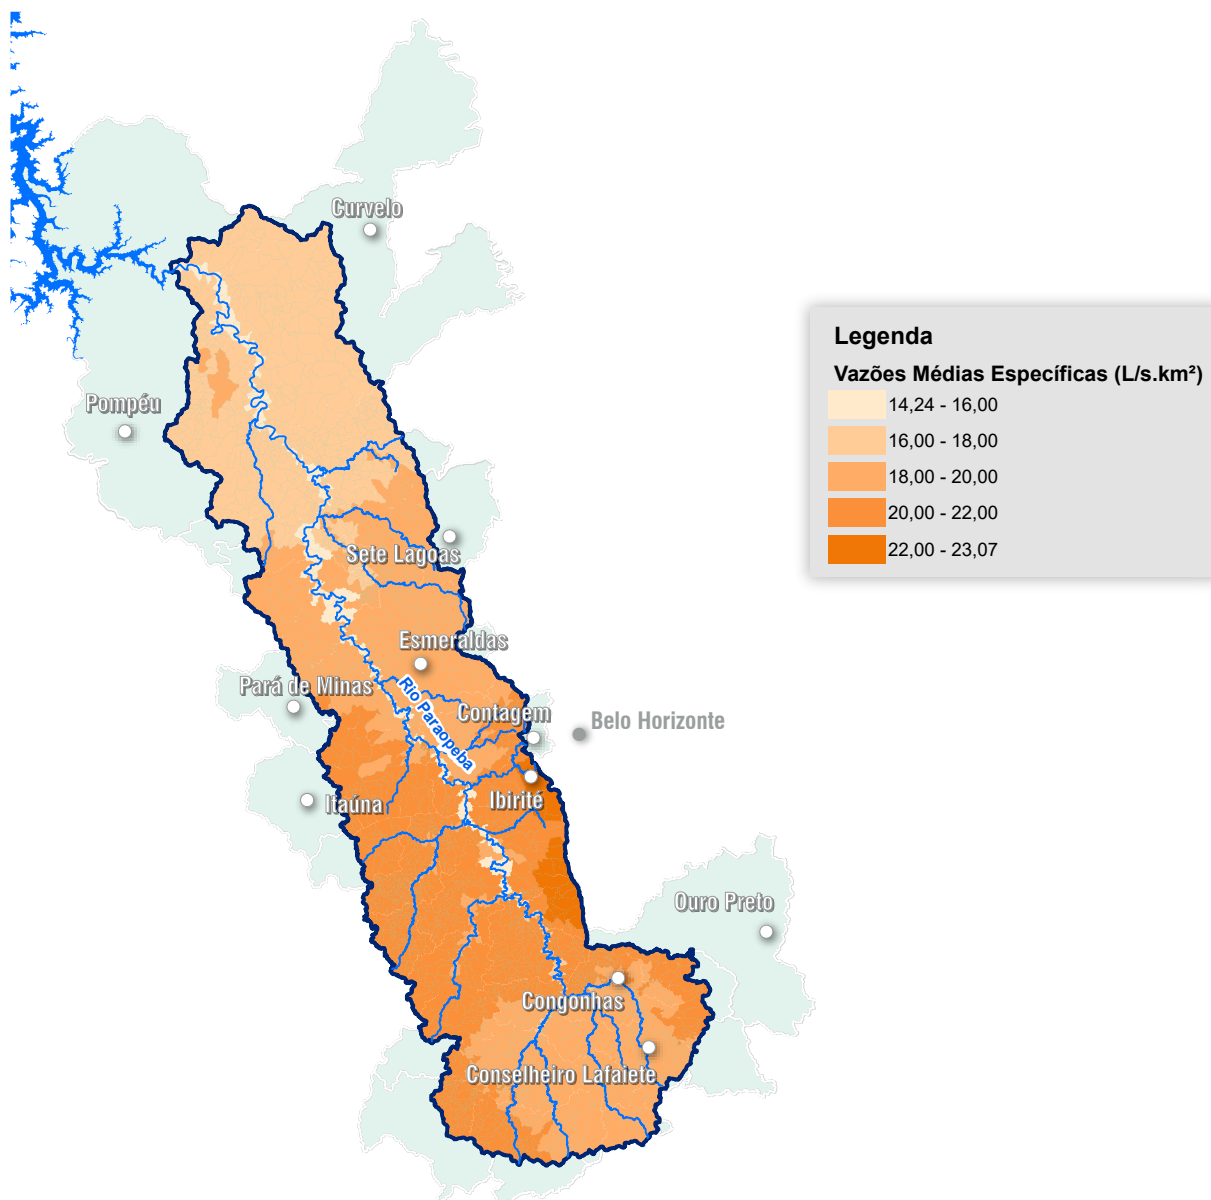 Curvelo
Legenda
Vazões Médias Específicas (L/s.km²)
14,24 - 16,00
16,00 - 18,00
18,00 - 20,00
20,00 - 22,00
22,00 - 23,07
Pompéu
Sete Lagoas
Esmeraldas
Pará de Minas
Rio Paraopeba
Contagem
Belo Horizonte
Itaúna
Ibirité
Ouro Preto
Congonhas
Conselheiro Lafaiete